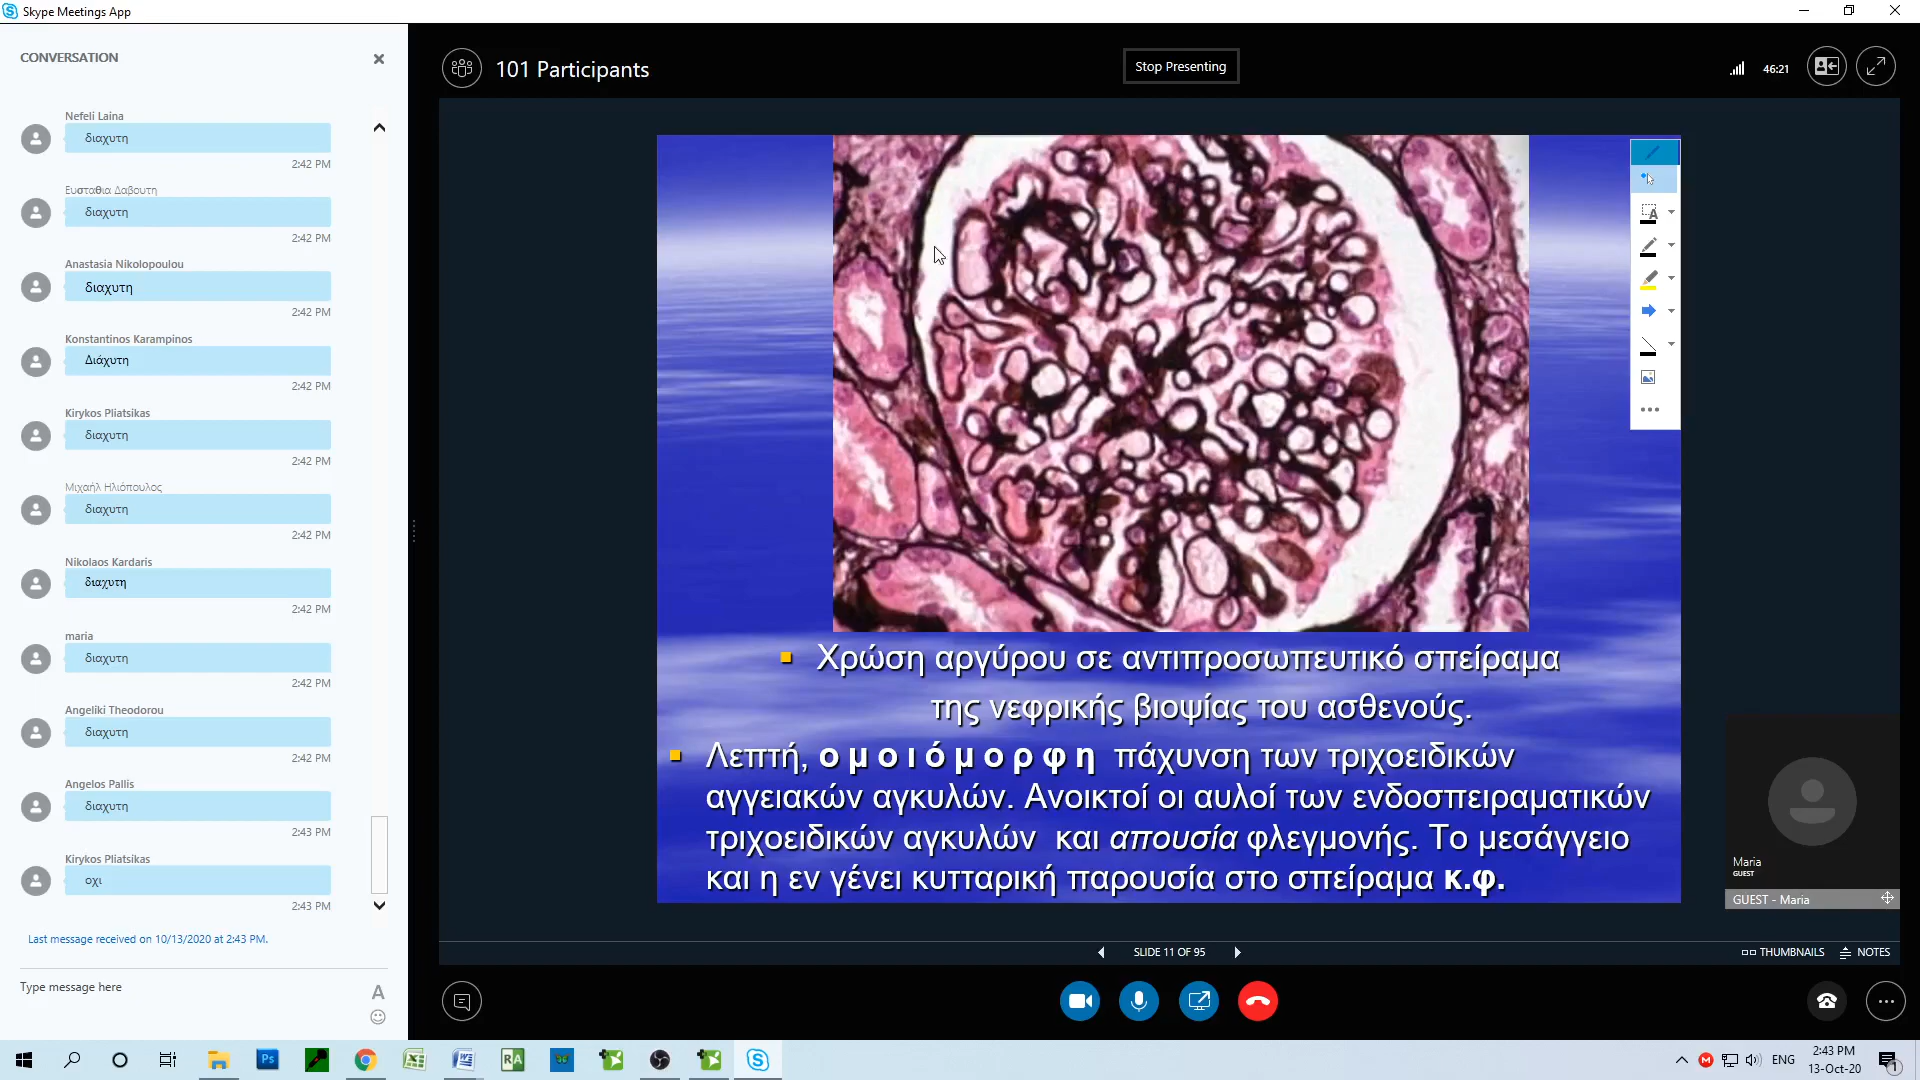 Skype Meetings App
CONVERSATION
Nefeli Laina
διαχυτη
2:42 PM
Ευσταθια Δαβουτη
διαχυτη
2:42 PM
Anastasia Nikolopoulou
διαχυτη
2:42 PM
Konstantinos Karampinos
Διάχυτη
2:42 PM
Kirykos Pliatsikas
διαχυτη
2:42 PM
Μιχαήλ Ηλιόπουλος
διαχυτη
2:42 PM
Nikolaos Kardaris
διαχυτη
2:42 PM
maria
διαχυτη
2:42 PM
Angeliki Theodorou
διαχυτη
2:42 PM
Angelos Pallis
διαχυτη
2:43 PM
Kirykos Pliatsikas
οχι
2:43 PM
Last message received on 10/13/2020 at 2:43 PM.
Type message here
101 Participants
Stop Presenting
46:21
Χρώση αργύρου σε αντιπροσωπευτικό σπείραμα
της νεφρικής βιοψίας του ασθενούς.
Λεπτή, ο μ ο ι ό μ ο ρ φ η πάχυνση των τριχοειδικών
αγγειακών αγκυλών. Ανοικτοί οι αυλοί των ενδοσπειραματικών
τριχοειδικών αγκυλών και απουσία φλεγμονής. Το μεσάγγειο
και η εν γένει κυτταρική παρουσία στο σπείραμα κ.φ.
Maria
GUEST
GUEST - Maria
SLIDE 11 OF 95
THUMBNAILS
NOTES
ENG
2:43 PM
13-Oct-20